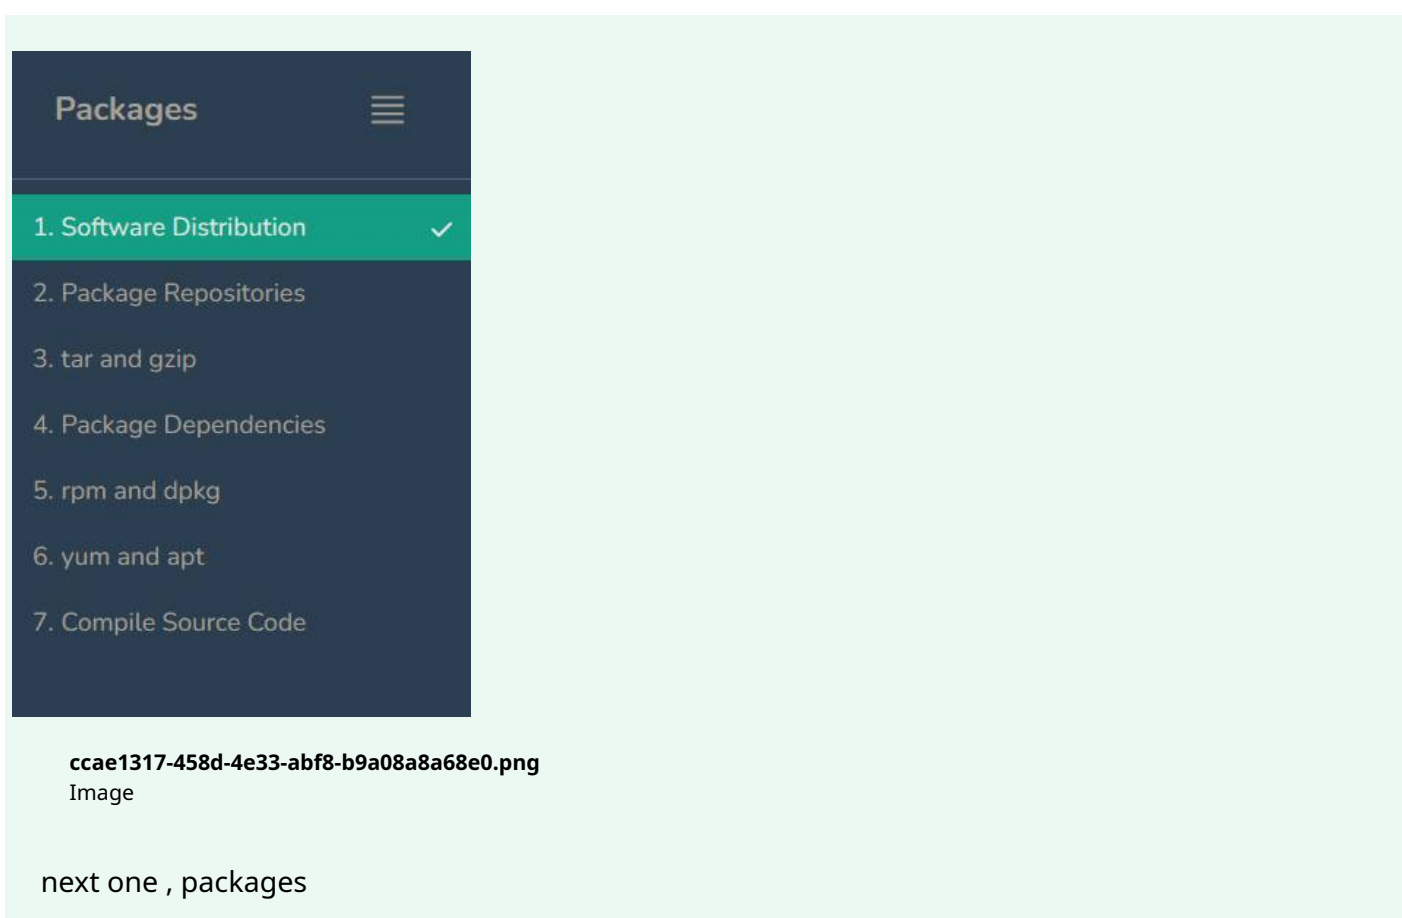 Packages
1. Software Distribution
2. Package Repositories
3. tar and gzip
4. Package Dependencies
5. rpm and dpkg
6. yum and apt
7. Compile Source Code
ccae1317-458d-4e33-abf8-b9a08a8a68e0.png
Image
next one , packages